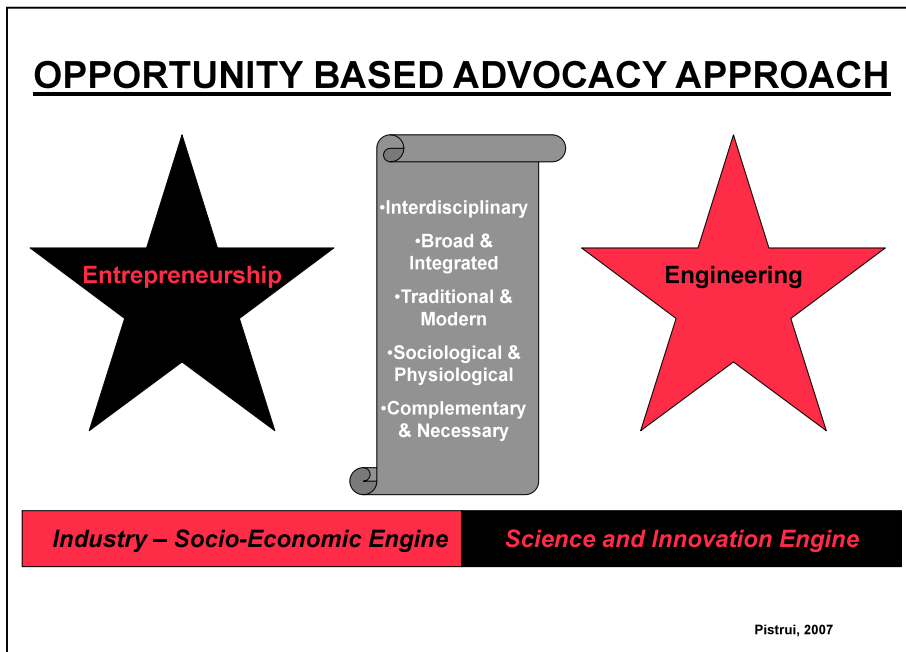 OPPORTUNITY BASED ADVOCACY APPROACH
Entrepreneurship
•Interdisciplinary
•Broad &
Integrated
•Traditional &
Modern
•Sociological &
Physiological
•Complementary
& Necessary
Engineering
Industry – Socio-Economic Engine
Science and Innovation Engine
Pistrui, 2007